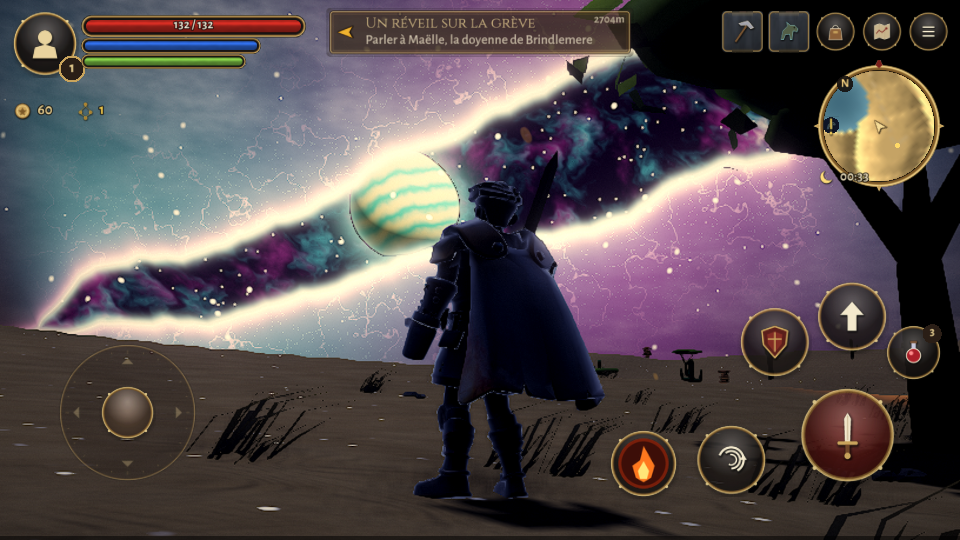 132/132
1
60
1
Un réveil sur la grève
2704m
Parler à Maëlle, la doyenne de Brindlemere
N
00:33
3